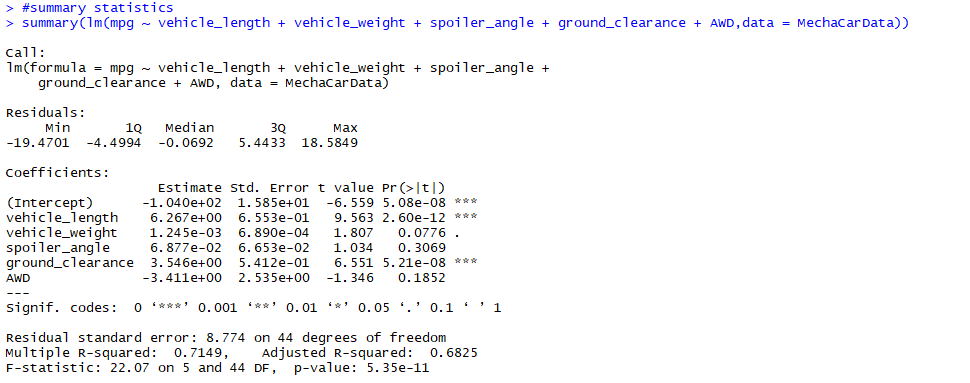 > #summary statistics
> summary(lm(mpg ~ vehicle_length + vehicle_weight + spoiler_angle + ground_clearance + AWD,data = MechaCarData))
Call:
lm(formula = mpg ~ vehicle_length + vehicle_weight + spoiler_angle +
    ground_clearance + AWD, data = MechaCarData)
Residuals:
     Min       1Q   Median       3Q      Max
-19.4701  -4.4994  -0.0692   5.4433  18.5849
Coefficients:
                   Estimate Std. Error t value Pr(>|t|)
(Intercept)      -1.040e+02  1.585e+01  -6.559 5.08e-08 ***
vehicle_length    6.267e+00  6.553e-01   9.563 2.60e-12 ***
vehicle_weight    1.245e-03  6.890e-04   1.807   0.0776 .
spoiler_angle     6.877e-02  6.653e-02   1.034   0.3069
ground_clearance  3.546e+00  5.412e-01   6.551 5.21e-08 ***
AWD              -3.411e+00  2.535e+00  -1.346   0.1852
---
Signif. codes:  0 ‘***’ 0.001 ‘**’ 0.01 ‘*’ 0.05 ‘.’ 0.1 ‘ ’ 1
Residual standard error: 8.774 on 44 degrees of freedom
Multiple R-squared:  0.7149,    Adjusted R-squared:  0.6825
F-statistic: 22.07 on 5 and 44 DF,  p-value: 5.35e-11